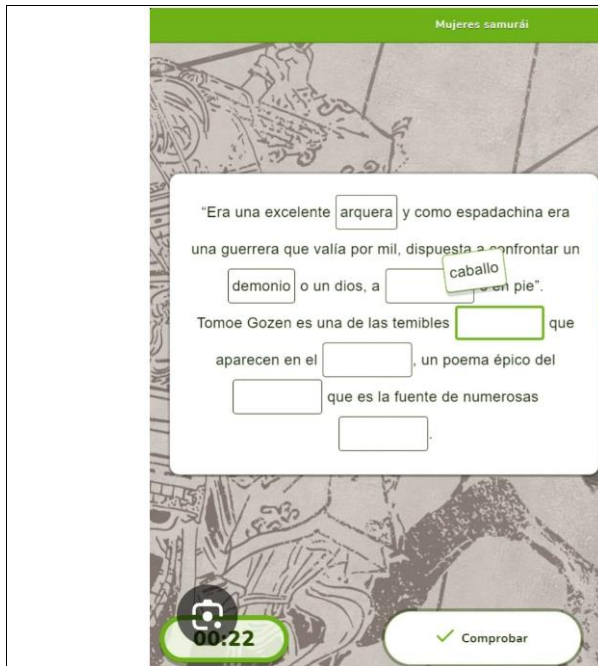 Mujeres samurái
“Era una excelente arquera y como espadachina era
una guerrera que valía por mil, dispuesta a confrontar un
demonio o un dios, a caballo o en pie”.
Tomoe Gozen es una de las temibles que
aparecen en el , un poema épico del
que es la fuente de numerosas
.
00:22
Comprobar